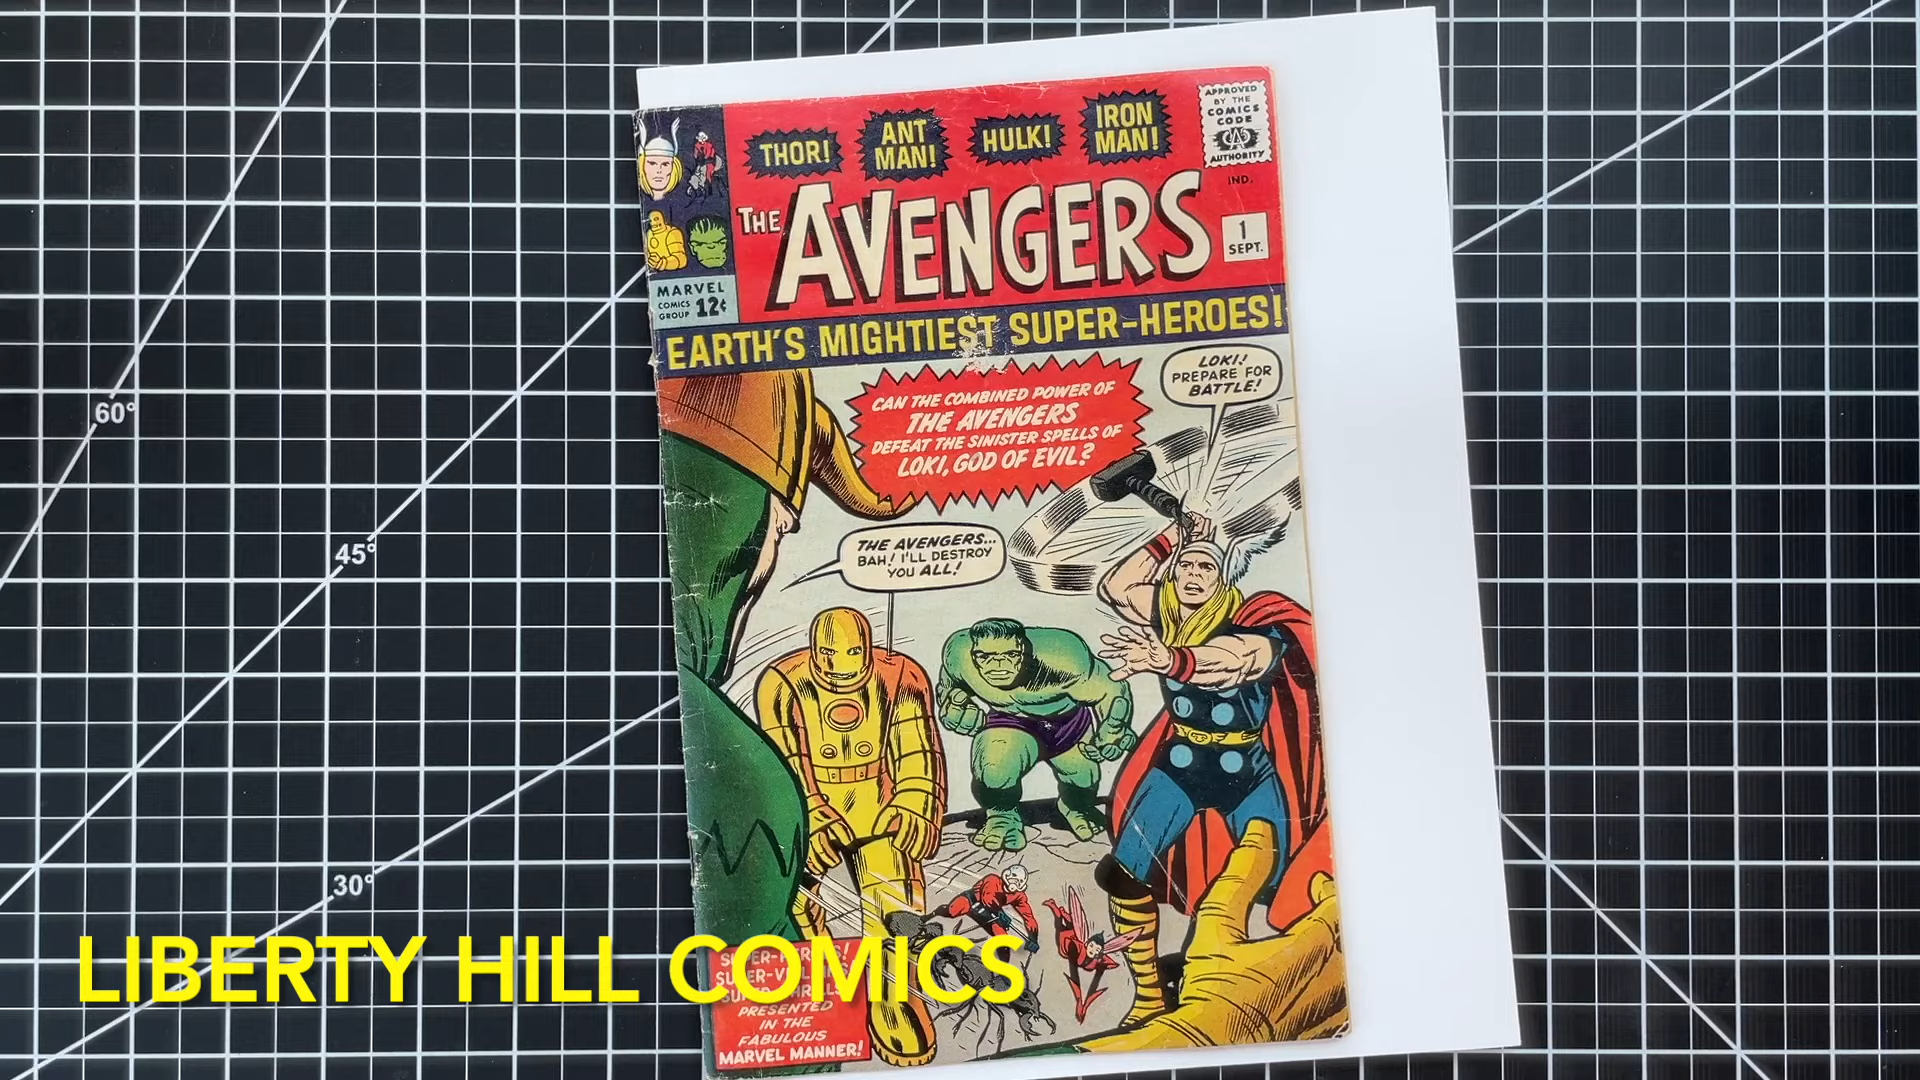 THOR!
ANT
MAN!
HULK!
IRON
MAN!
APPROVED
BY THE
COMICS
CODE
CA
AUTHORITY
IND.
THE AVENGERS
1
SEPT.
MARVEL
COMICS
GROUP 12¢
EARTH'S MIGHTIEST SUPER-HEROES!
LOKI!
PREPARE FOR
BATTLE!
CAN THE COMBINED POWER OF
THE AVENGERS
DEFEAT THE SINISTER SPELLS OF
LOKI, GOD OF EVIL?
THE AVENGERS...
BAH! I'LL DESTROY
YOU ALL!
60°
45°
30°
LIBERTY HILL COMICS
PRESENTED
IN THE
FABULOUS
MARVEL MANNER!